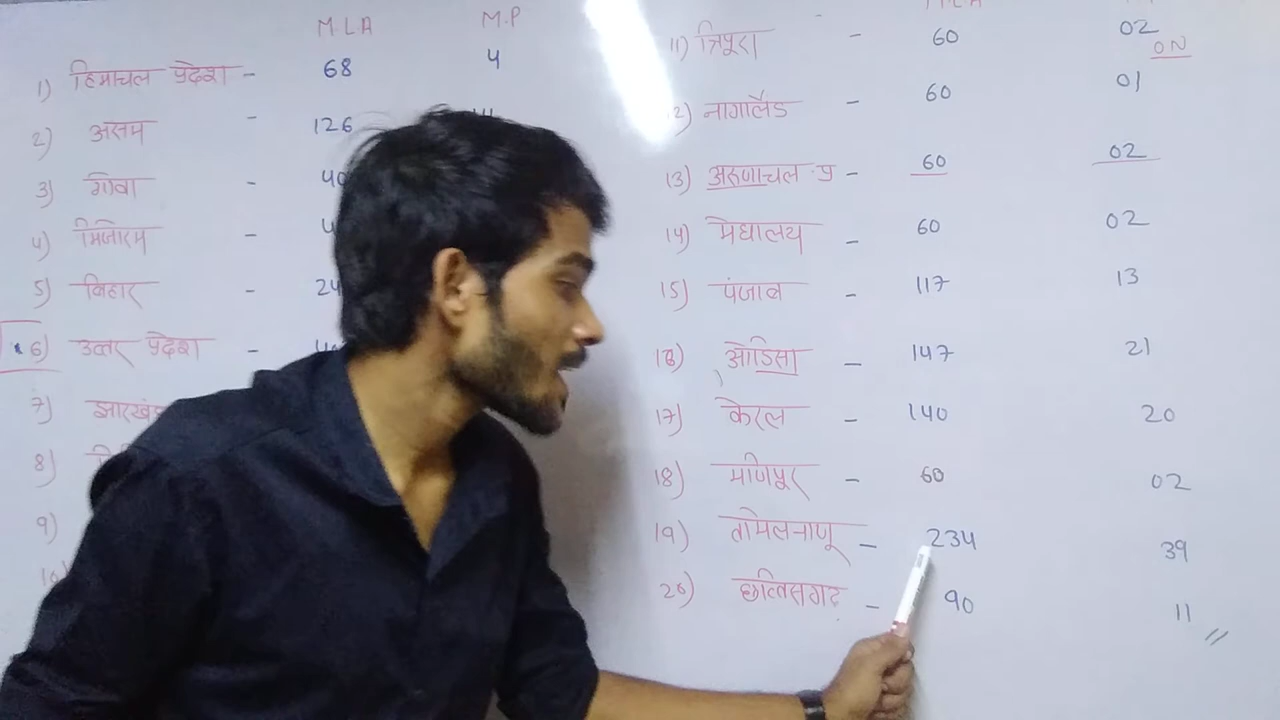 M.L.A M.P
1) हिमाचल प्रदेश - 68 4
2) असम - 126
3) गोवा - 40
4) मिजोरम - 4
5) बिहार - 24
6) उत्तर प्रदेश - 40
7) झारखंड
8)
9)
10)
11) त्रिपुरा - 60 02
ON
12) नागालैंड - 60 01
13) अरुणाचल प्र - 60 02
14) मेघालय - 60 02
15) पंजाब - 117 13
16) ओडिसा - 147 21
17) केरल - 140 20
18) मणिपुर - 60 02
19) तमिलनाणू - 234 39
20) छत्तिसगढ - 90 11